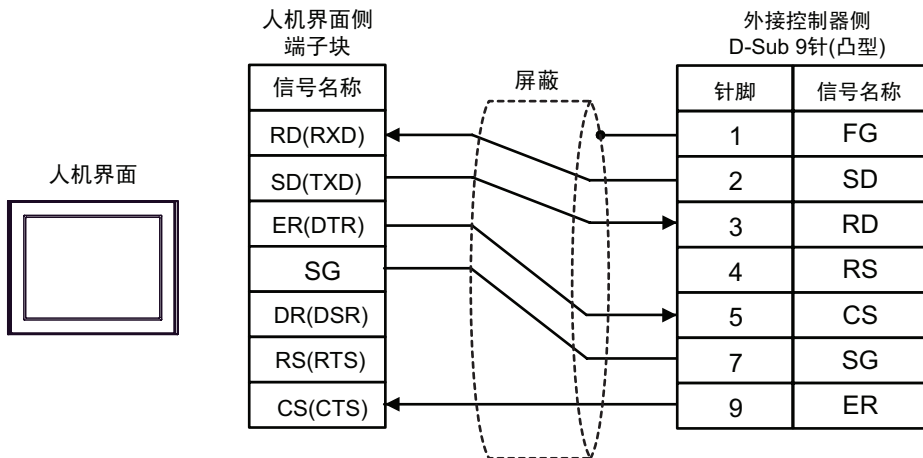 人机界面侧
端子块
外接控制器侧
D-Sub 9针(凸型)
屏蔽
人机界面
信号名称
RD(RXD)
SD(TXD)
ER(DTR)
SG
DR(DSR)
RS(RTS)
CS(CTS)
针脚 信号名称
1 FG
2 SD
3 RD
4 RS
5 CS
7 SG
9 ER